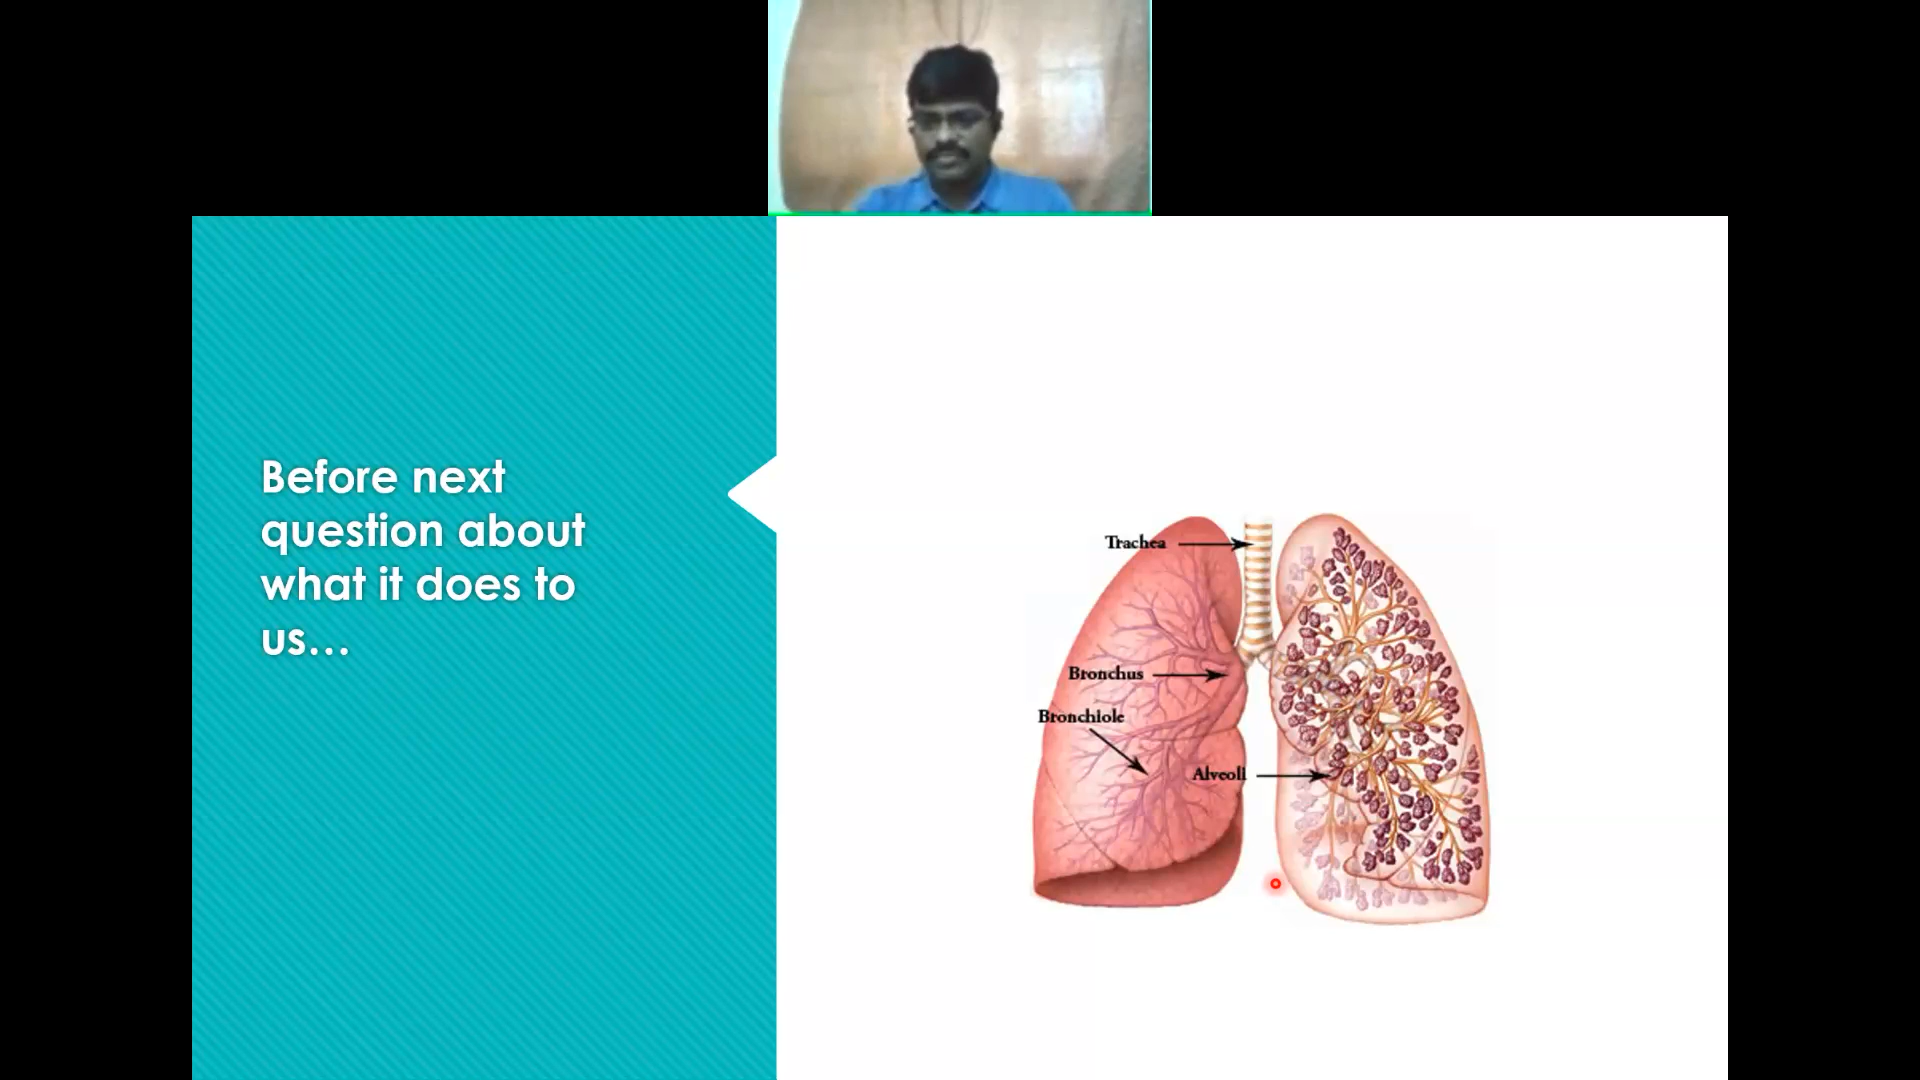 Before next
question about
what it does to
us...
Trachea
Bronchus
Bronchiole
Alveoli